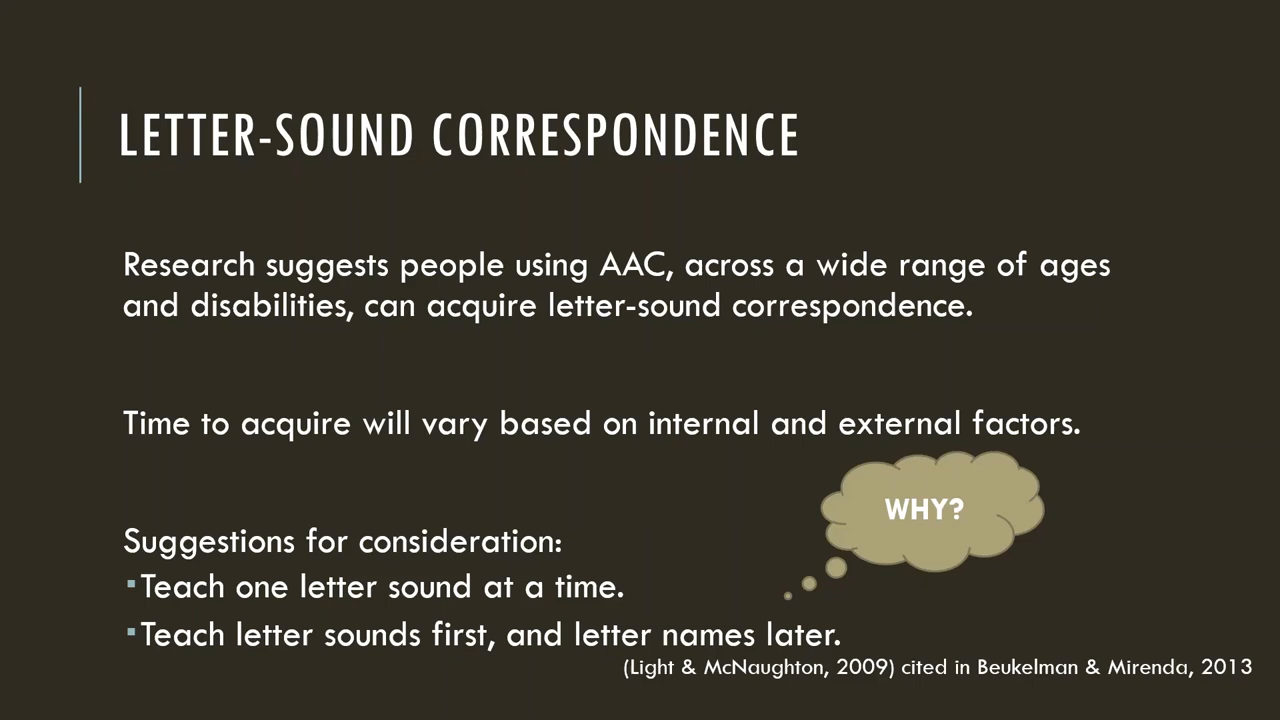 LETTER-SOUND CORRESPONDENCE
Research suggests people using AAC, across a wide range of ages
and disabilities, can acquire letter-sound correspondence.
Time to acquire will vary based on internal and external factors.
WHY?
Suggestions for consideration:
▪Teach one letter sound at a time.
▪Teach letter sounds first, and letter names later.
(Light & McNaughton, 2009) cited in Beukelman & Mirenda, 2013